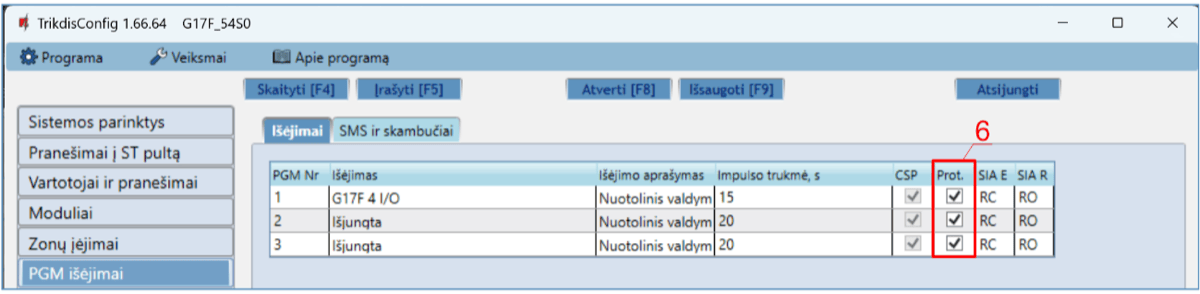 TrikdisConfig 1.66.64 G17F_54S0
Programa Veiksmai Apie programą
Skaityti [F4] Įrašyti [F5] Atverti [F8] Išsaugoti [F9] Atsijungti
Sistemos parinktys
Pranešimai į ST pultą
Vartotojai ir pranešimai
Moduliai
Zonų įėjimai
PGM išėjimai
Išėjimai SMS ir skambučiai
6
PGM Nr Išėjimas Išėjimo aprašymas Impulso trukmė, s CSP Prot. SIA E SIA R
1 G17F 4 I/O Nuotolinis valdym 15 RC RO
2 Išjungta Nuotolinis valdym 20 RC RO
3 Išjungta Nuotolinis valdym 20 RC RO